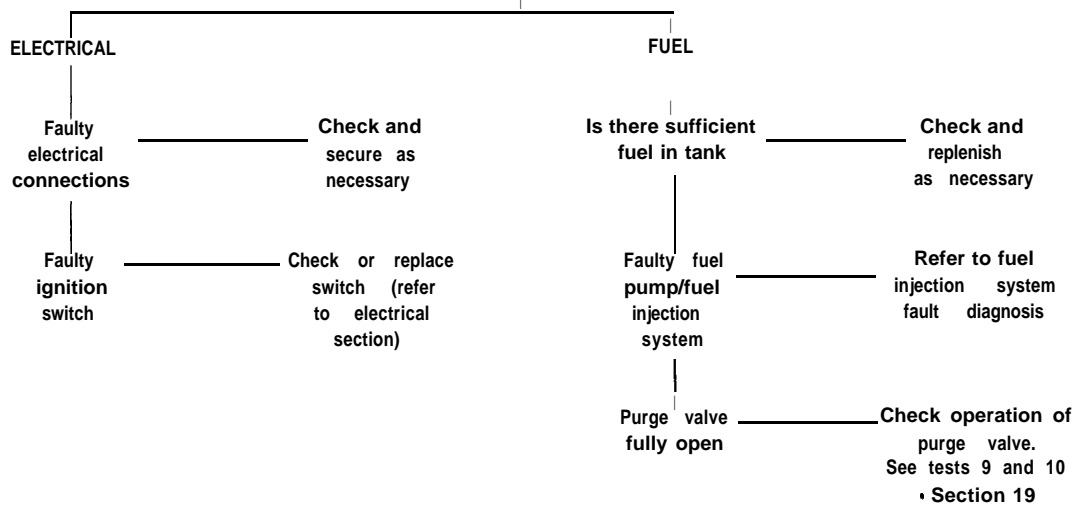 ELECTRICAL
Faulty
electrical
connections
Check and
secure as
necessary
Faulty
ignition
switch
Check or replace
switch (refer
to electrical
section)
FUEL
Is there sufficient
fuel in tank
Check and
replenish
as necessary
Faulty fuel
pump/fuel
injection
system
Refer to fuel
injection system
fault diagnosis
Purge valve
fully open
Check operation of
purge valve.
See tests 9 and 10
• Section 19